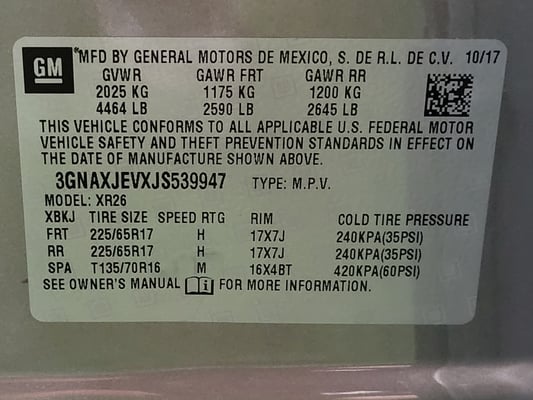 GM
MFD BY GENERAL MOTORS DE MEXICO, S. DE R.L. DE C.V. 10/17
GVWR GAWR FRT GAWR RR
2025 KG 1175 KG 1200 KG
4464 LB 2590 LB 2645 LB
THIS VEHICLE CONFORMS TO ALL APPLICABLE U.S. FEDERAL MOTOR
VEHICLE SAFETY AND THEFT PREVENTION STANDARDS IN EFFECT ON
THE DATE OF MANUFACTURE SHOWN ABOVE.
3GNAXJEVXJS539947 TYPE: M.P.V.
MODEL: XR26
XBKJ TIRE SIZE SPEED RTG RIM COLD TIRE PRESSURE
FRT 225/65R17 H 17X7J 240KPA(35PSI)
RR 225/65R17 H 17X7J 240KPA(35PSI)
SPA T135/70R16 M 16X4BT 420KPA(60PSI)
SEE OWNER'S MANUAL i FOR MORE INFORMATION.